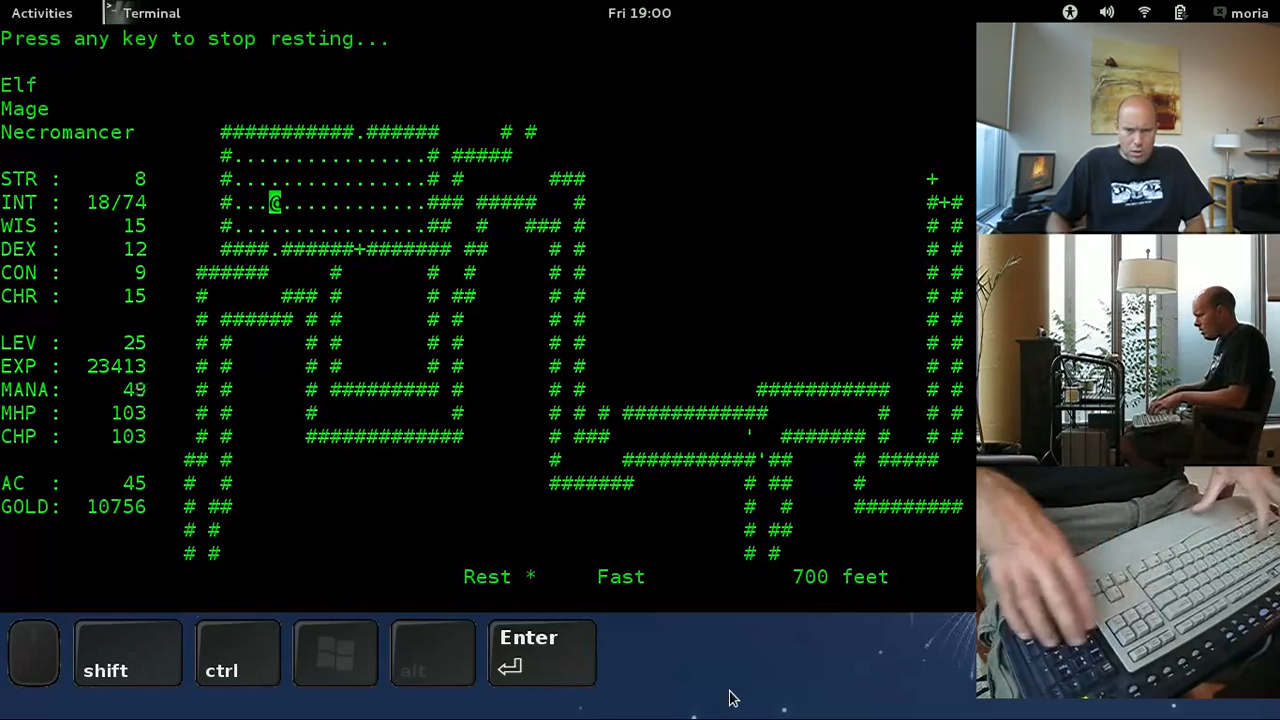 Activities Terminal Fri 19:00 moria
Press any key to stop resting...
Elf
Mage
Necromancer ###########.###### # #
#................# #####
STR : 8 #................# # ### +
INT : 18/74 #...@............### ##### # #+#
WIS : 15 #................## # ### # # #
DEX : 12 ####.######+####### ## # # # #
CON : 9 ###### # # # # # # #
CHR : 15 # ### # # ## # # # #
# ###### # # # # # # # #
LEV : 25 # # # # # # # # # #
EXP : 23413 # # # # # # # # # #
MANA: 49 # # # ######### # # # ########### # #
MHP : 103 # # # # # # # ############ # # #
CHP : 103 # # ############# # ### ' ####### # # #
## # # ###########'## # #####
AC : 45 # # ####### # ## #
GOLD: 10756 # ## # # #########
# # # ##
# # # #
Rest * Fast 700 feet
shift ctrl alt Enter